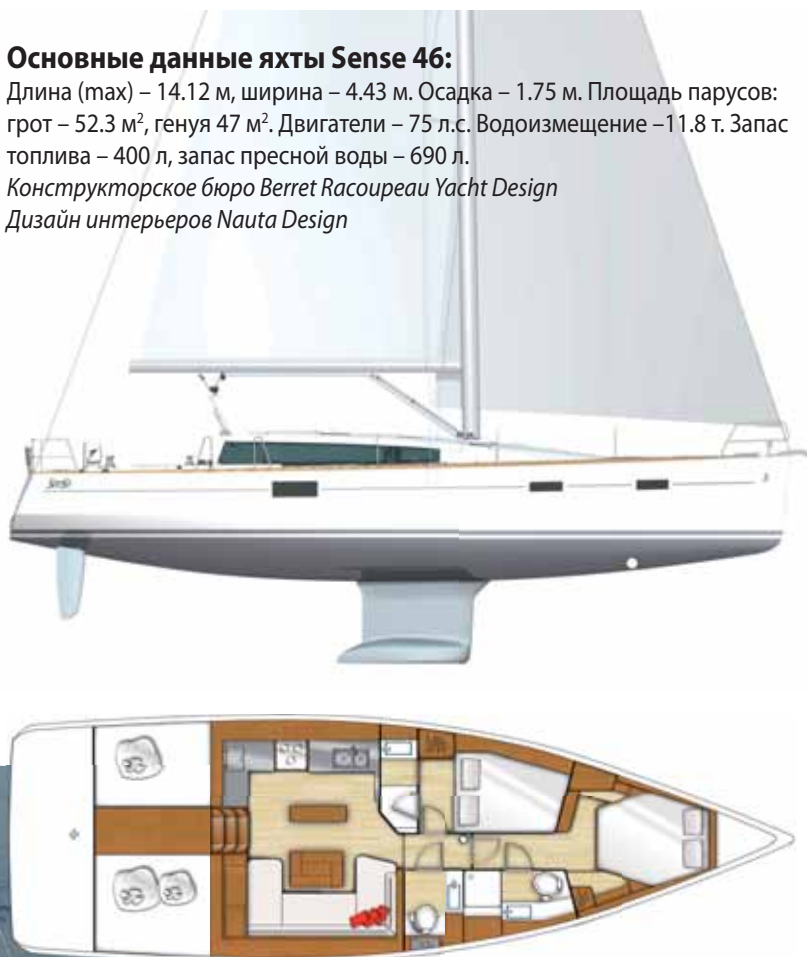 Основные данные яхты Sense 46:
Длина (max) – 14.12 м, ширина – 4.43 м. Осадка – 1.75 м. Площадь парусов:
грот – 52.3 м², генуя 47 м². Двигатели – 75 л.с. Водоизмещение –11.8 т. Запас
топлива – 400 л, запас пресной воды – 690 л.
Конструкторское бюро Berret Racoupeau Yacht Design
Дизайн интерьеров Nauta Design